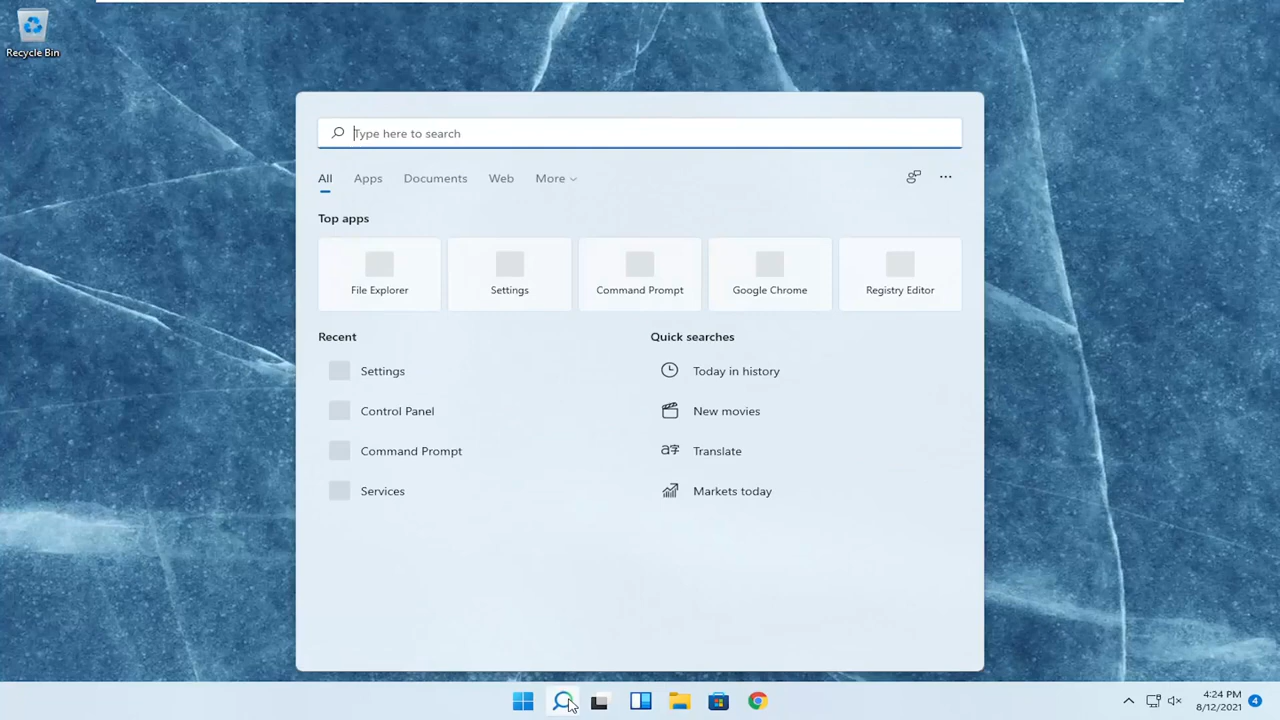 Recycle Bin
Type here to search
All Apps Documents Web More
Top apps
File Explorer Settings Command Prompt Google Chrome Registry Editor
Recent Quick searches
Settings Today in history
Control Panel New movies
Command Prompt Translate
Services Markets today
4:24 PM
8/12/2021 4